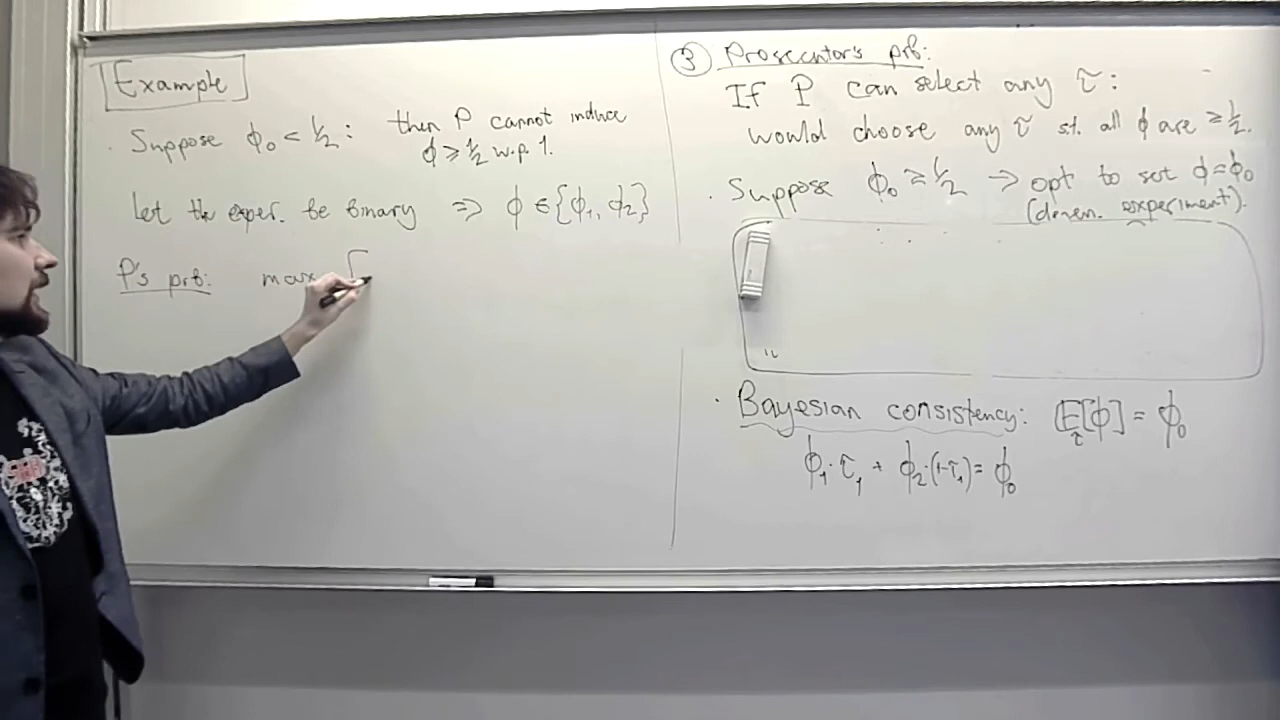 Example
· Suppose ϕ₀ < 1/2 : then P cannot induce
ϕ ≥ 1/2 w.p. 1.
Let the exper. be binary ⇒ ϕ ∈ {ϕ₁, ϕ₂}
P's prb: max
③ Prosecutor's prb:
If P can select any τ :
would choose any τ st. all ϕ are ≥ 1/2.
· Suppose ϕ₀ ≥ 1/2 → opt to set ϕ = ϕ₀
(degen. experiment).
· Bayesian consistency: 𝔼_τ[ϕ] = ϕ₀
ϕ₁·τ₁ + ϕ₂·(1-τ₁) = ϕ₀